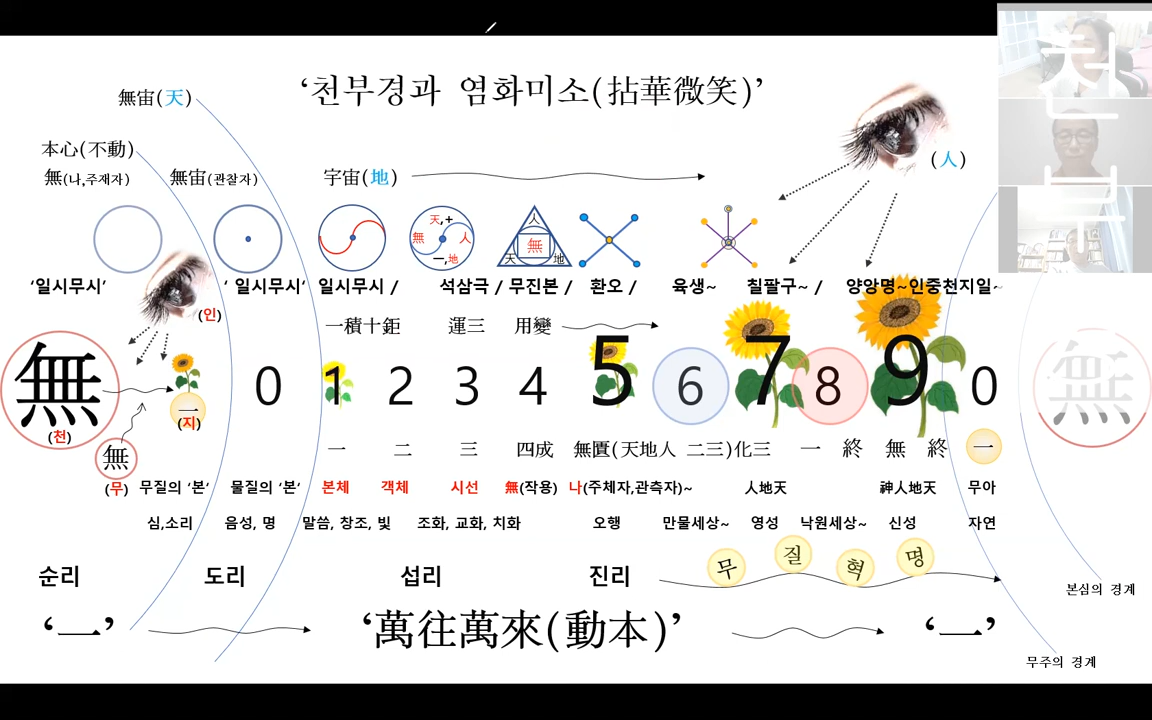 ‘천부경과 염화미소(拈華微笑)’
無宙(天)
本心(不動)
無(나,주재자)
無宙(관찰자)
宇宙(地)
(人)
天,+
無
人
一,地
人
無
天
地
‘일시무시’
‘ 일시무시’
일시무시 /
석삼극 / 무진본 /
환오 /
육생~
칠팔구~ /
양앙명~인중천지일~
(인)
一積十鉅
運三
用變
無
(천)
一
(지)
無
(무)
0 1 2 3 4 5 6 7 8 9 0
無
一 二 三 四成 無匱(天地人 二三)化三 一 終 無 終 一
무질의 ‘본’
물질의 ‘본’
본체
객체
시선
無(작용)
나(주체자,관측자)~
人地天
神人地天
무아
심,소리
음성, 명
말씀, 창조, 빛
조화, 교화, 치화
오행
만물세상~
영성
낙원세상~
신성
자연
순리
도리
섭리
진리
무 질 혁 명
본심의 경계
‘一’
‘萬往萬來(動本)’
‘一’
무주의 경계
천
부